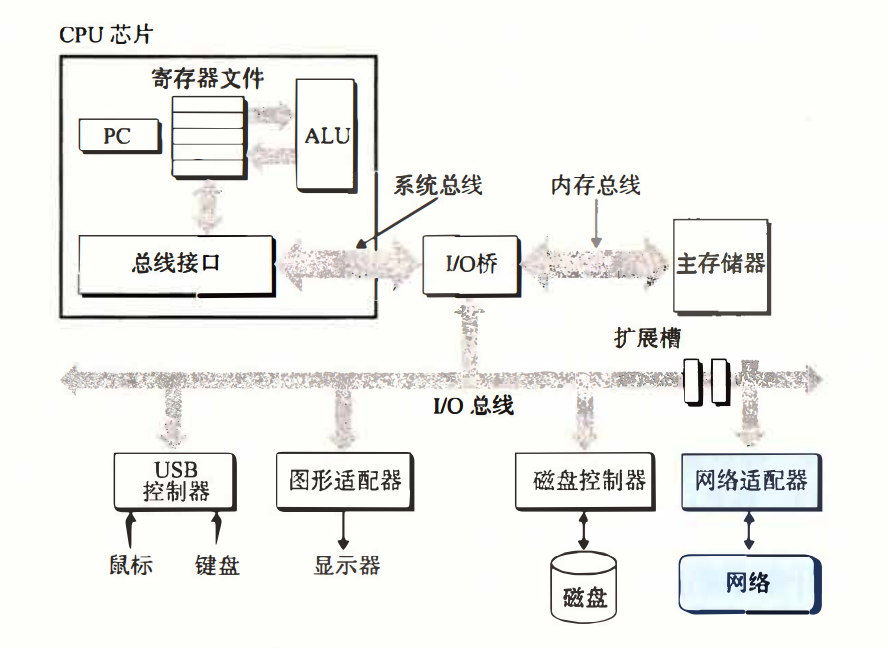 CPU 芯片
寄存器文件
PC
ALU
系统总线
内存总线
总线接口
I/O桥
主存储器
扩展槽
I/O 总线
USB
控制器
图形适配器
磁盘控制器
网络适配器
鼠标
键盘
显示器
磁盘
网络